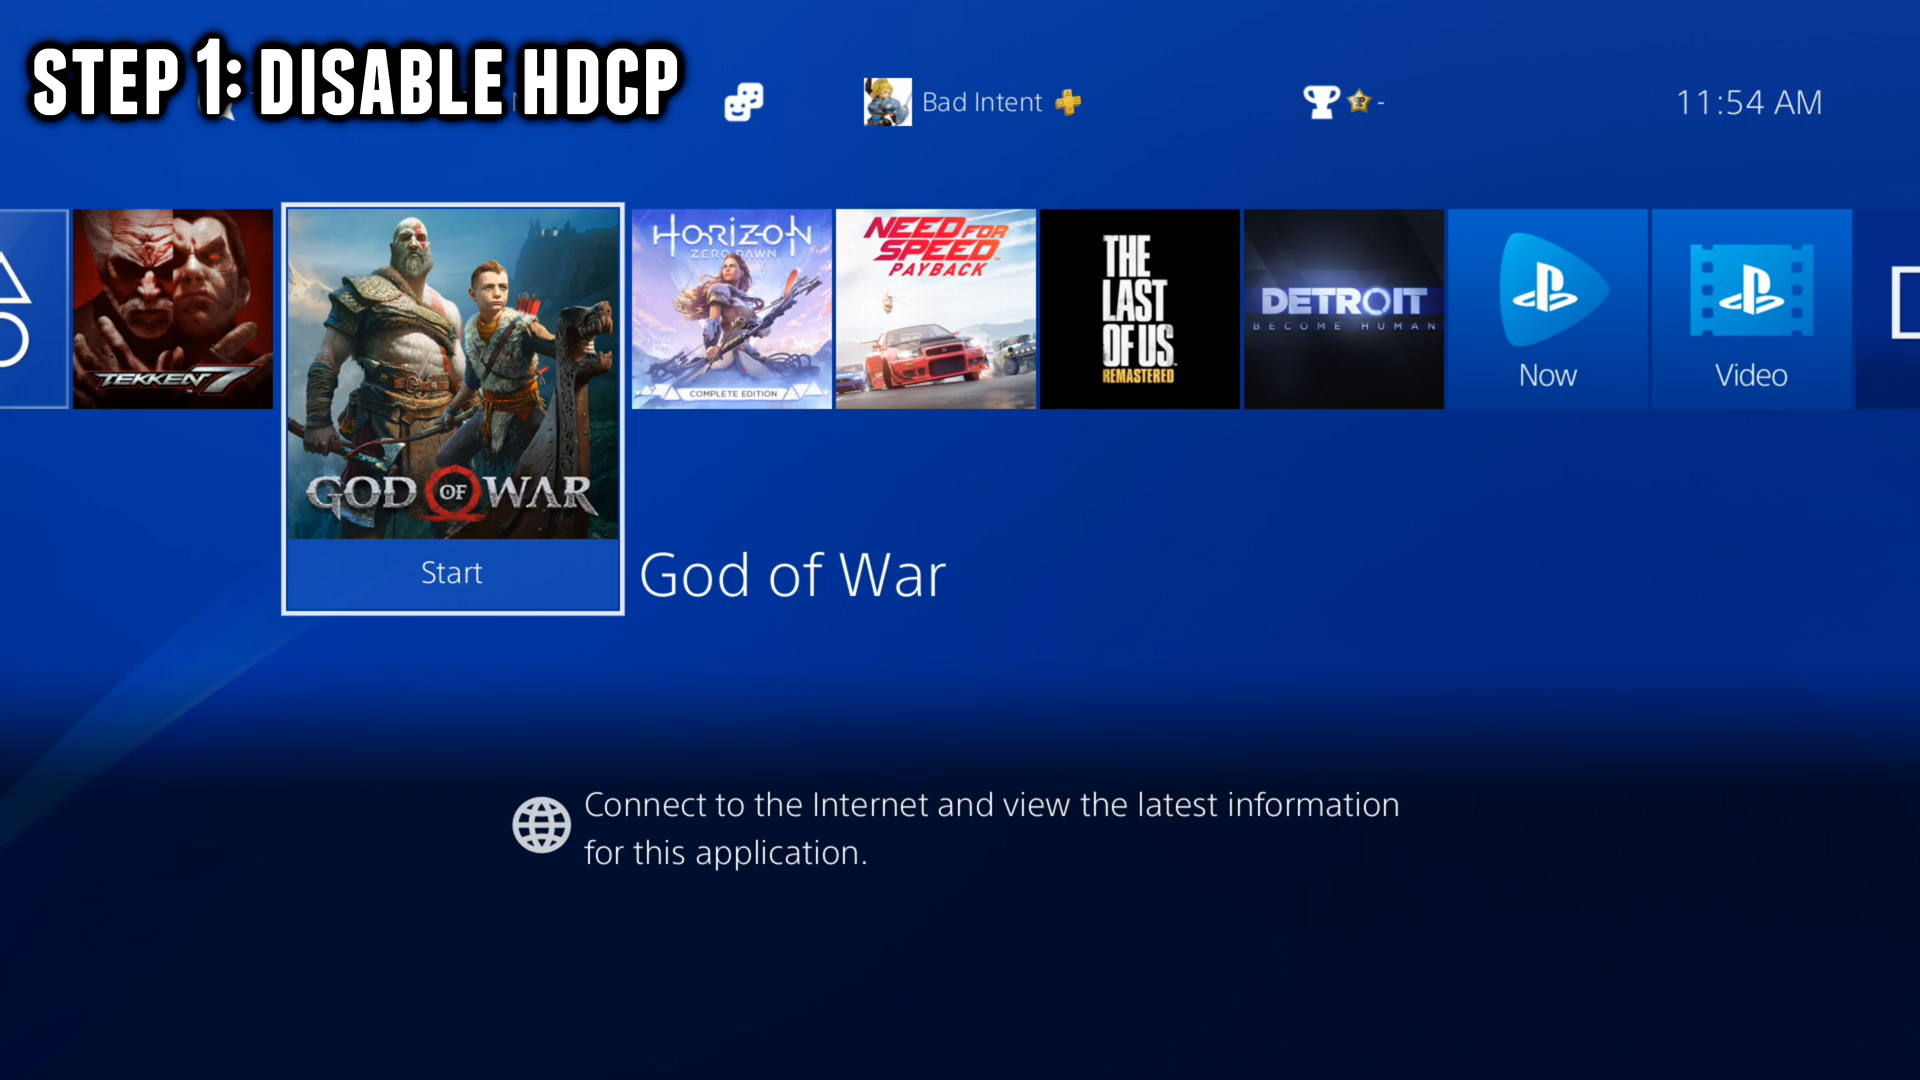 STEP 1: DISABLE HDCP
Bad Intent
-
11:54 AM
TEKKEN 7
GOD OF WAR
Start
HORIZON
ZERO DAWN
COMPLETE EDITION
NEED FOR
SPEED
PAYBACK
THE
LAST
OF US
REMASTERED
DETROIT
BECOME HUMAN
Now
Video
God of War
Connect to the Internet and view the latest information
for this application.